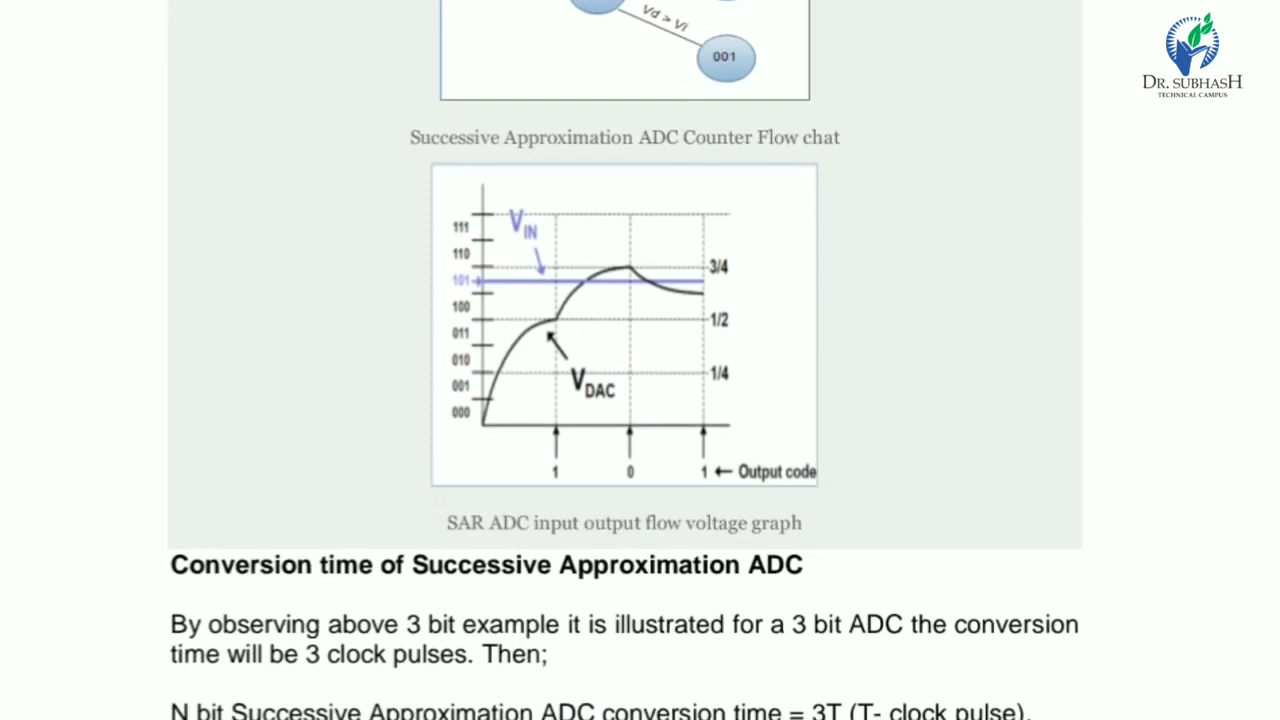 Vd > Vi
001
DR. SUBHASH
TECHNICAL CAMPUS
Successive Approximation ADC Counter Flow chat
111
110
101
100
011
010
001
000
VIN
VDAC
3/4
1/2
1/4
1 0 1 ← Output code
SAR ADC input output flow voltage graph
Conversion time of Successive Approximation ADC
By observing above 3 bit example it is illustrated for a 3 bit ADC the conversion
time will be 3 clock pulses. Then;
N bit Successive Approximation ADC conversion time = 3T (T- clock pulse).